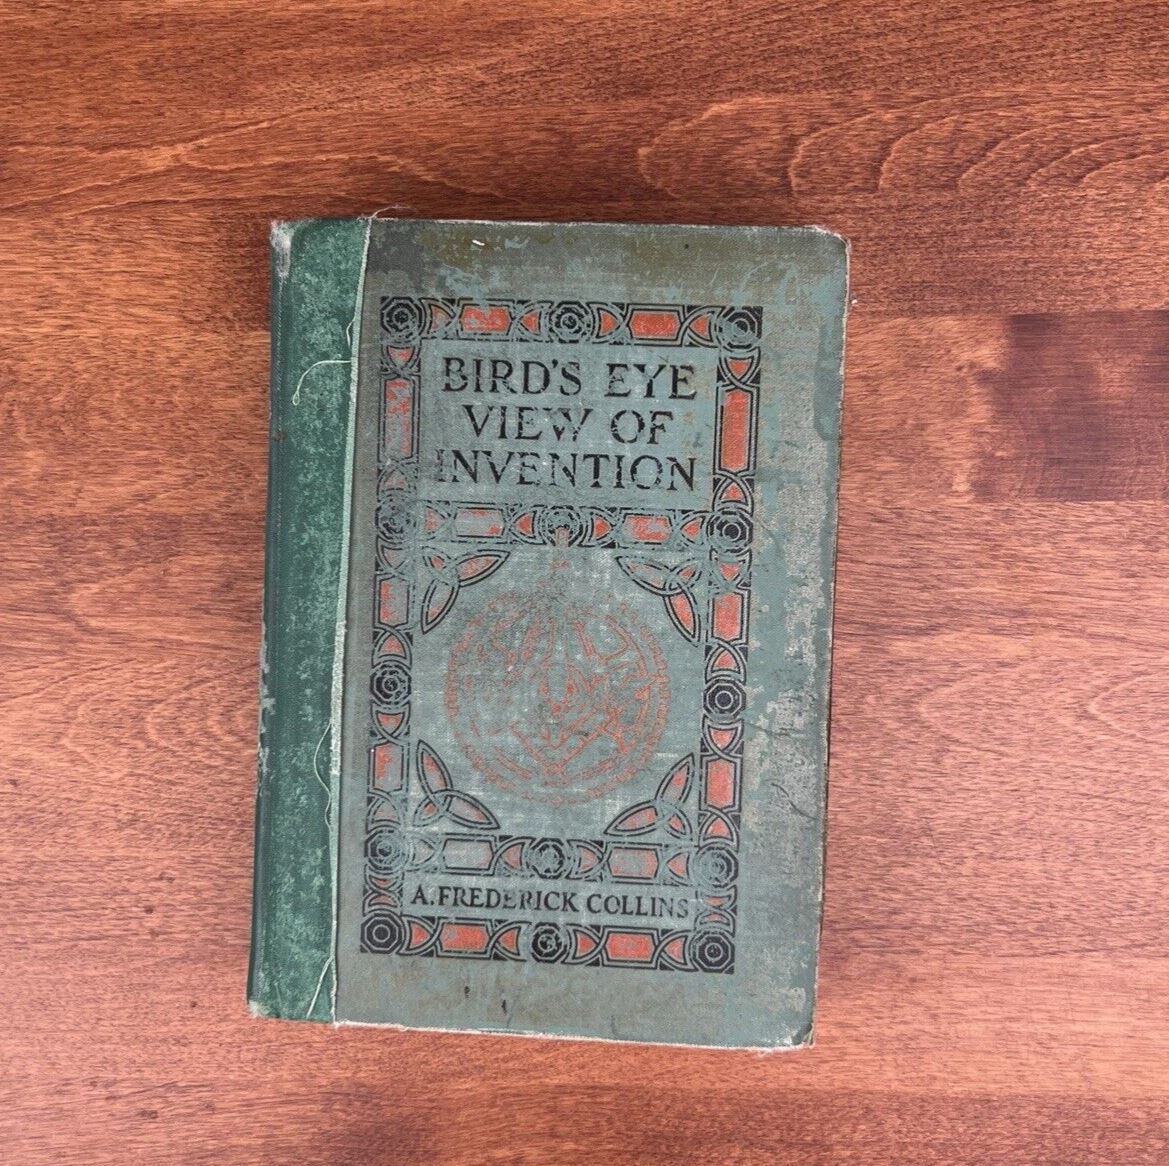 BIRD'S EYE
VIEW OF
INVENTION
A. FREDERICK COLLINS